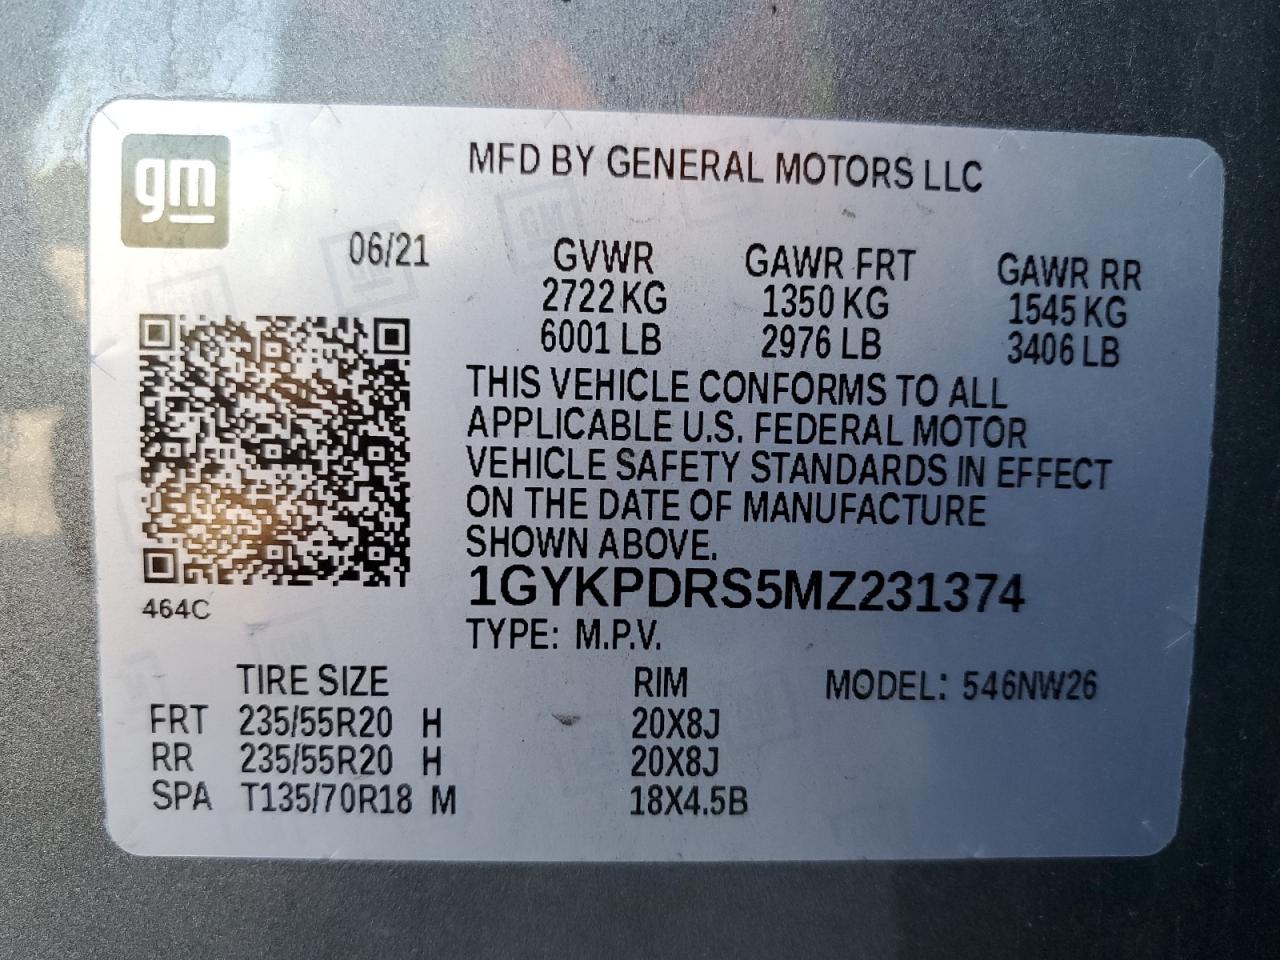 gm
MFD BY GENERAL MOTORS LLC
06/21
GVWR GAWR FRT GAWR RR
2722 KG 1350 KG 1545 KG
6001 LB 2976 LB 3406 LB
THIS VEHICLE CONFORMS TO ALL
APPLICABLE U.S. FEDERAL MOTOR
VEHICLE SAFETY STANDARDS IN EFFECT
ON THE DATE OF MANUFACTURE
SHOWN ABOVE.
1GYKPDRS5MZ231374
464C
TYPE: M.P.V.
TIRE SIZE RIM MODEL: 546NW26
FRT 235/55R20 H 20X8J
RR 235/55R20 H 20X8J
SPA T135/70R18 M 18X4.5B